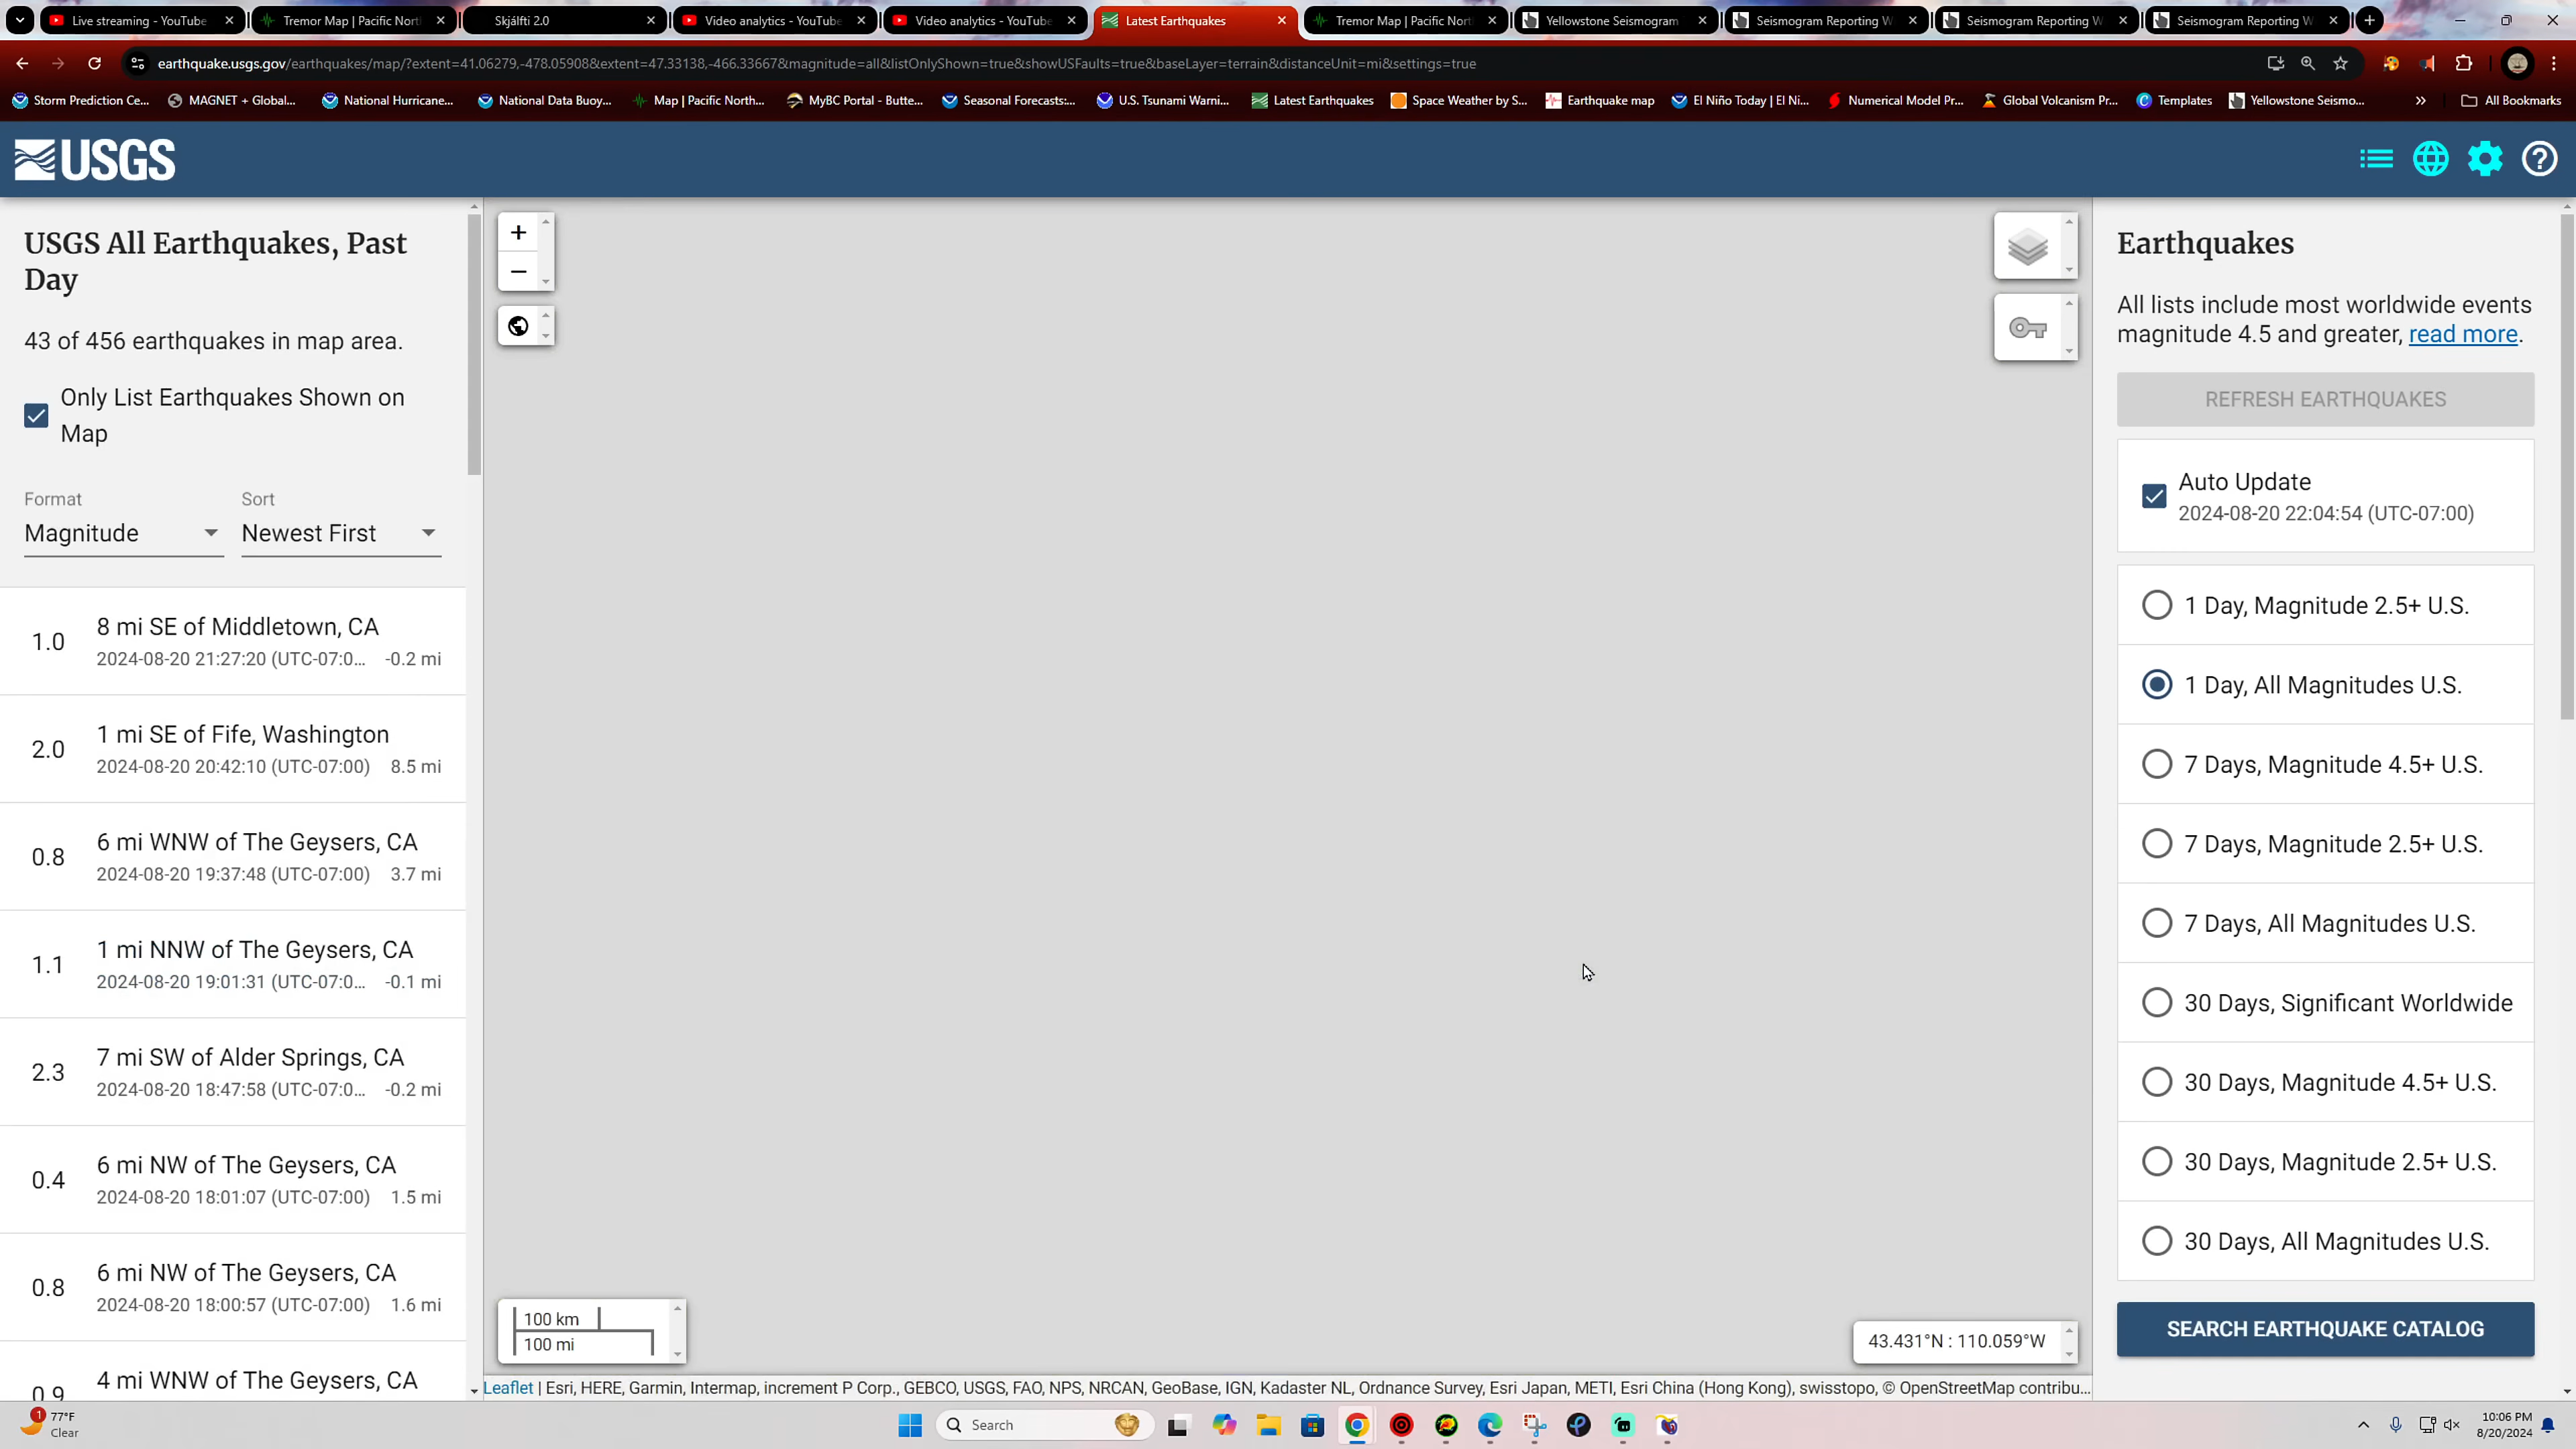 Live streaming - YouTube
Tremor Map | Pacific Nort
Skjálfti 2.0
Video analytics - YouTube
Video analytics - YouTube
Latest Earthquakes
Tremor Map | Pacific Nort
Yellowstone Seismogram
Seismogram Reporting W
Seismogram Reporting W
Seismogram Reporting W
earthquake.usgs.gov/earthquakes/map/?extent=41.06279,-478.05908&extent=47.33138,-466.33667&magnitude=all&listOnlyShown=true&showUSFaults=true&baseLayer=terrain&distanceUnit=mi&settings=true
Storm Prediction Ce...
MAGNET + Global...
National Hurricane...
National Data Buoy...
Map | Pacific North...
MyBC Portal - Butte...
Seasonal Forecasts:...
U.S. Tsunami Warni...
Latest Earthquakes
Space Weather by S...
Earthquake map
El Niño Today | El Ni...
Numerical Model Pr...
Global Volcanism Pr...
Templates
Yellowstone Seismo...
All Bookmarks
USGS
USGS All Earthquakes, Past
Day
43 of 456 earthquakes in map area.
Only List Earthquakes Shown on
Map
Format
Sort
Magnitude
Newest First
1.0
8 mi SE of Middletown, CA
2024-08-20 21:27:20 (UTC-07:0... -0.2 mi
2.0
1 mi SE of Fife, Washington
2024-08-20 20:42:10 (UTC-07:00) 8.5 mi
0.8
6 mi WNW of The Geysers, CA
2024-08-20 19:37:48 (UTC-07:00) 3.7 mi
1.1
1 mi NNW of The Geysers, CA
2024-08-20 19:01:31 (UTC-07:0... -0.1 mi
2.3
7 mi SW of Alder Springs, CA
2024-08-20 18:47:58 (UTC-07:0... -0.2 mi
0.4
6 mi NW of The Geysers, CA
2024-08-20 18:01:07 (UTC-07:00) 1.5 mi
0.8
6 mi NW of The Geysers, CA
2024-08-20 18:00:57 (UTC-07:00) 1.6 mi
0.9
4 mi WNW of The Geysers, CA
+
−
100 km
100 mi
43.431°N : 110.059°W
Leaflet | Esri, HERE, Garmin, Intermap, increment P Corp., GEBCO, USGS, FAO, NPS, NRCAN, GeoBase, IGN, Kadaster NL, Ordnance Survey, Esri Japan, METI, Esri China (Hong Kong), swisstopo, © OpenStreetMap contribu...
Earthquakes
All lists include most worldwide events
magnitude 4.5 and greater, read more.
REFRESH EARTHQUAKES
Auto Update
2024-08-20 22:04:54 (UTC-07:00)
1 Day, Magnitude 2.5+ U.S.
1 Day, All Magnitudes U.S.
7 Days, Magnitude 4.5+ U.S.
7 Days, Magnitude 2.5+ U.S.
7 Days, All Magnitudes U.S.
30 Days, Significant Worldwide
30 Days, Magnitude 4.5+ U.S.
30 Days, Magnitude 2.5+ U.S.
30 Days, All Magnitudes U.S.
SEARCH EARTHQUAKE CATALOG
1
77°F
Clear
Search
10:06 PM
8/20/2024